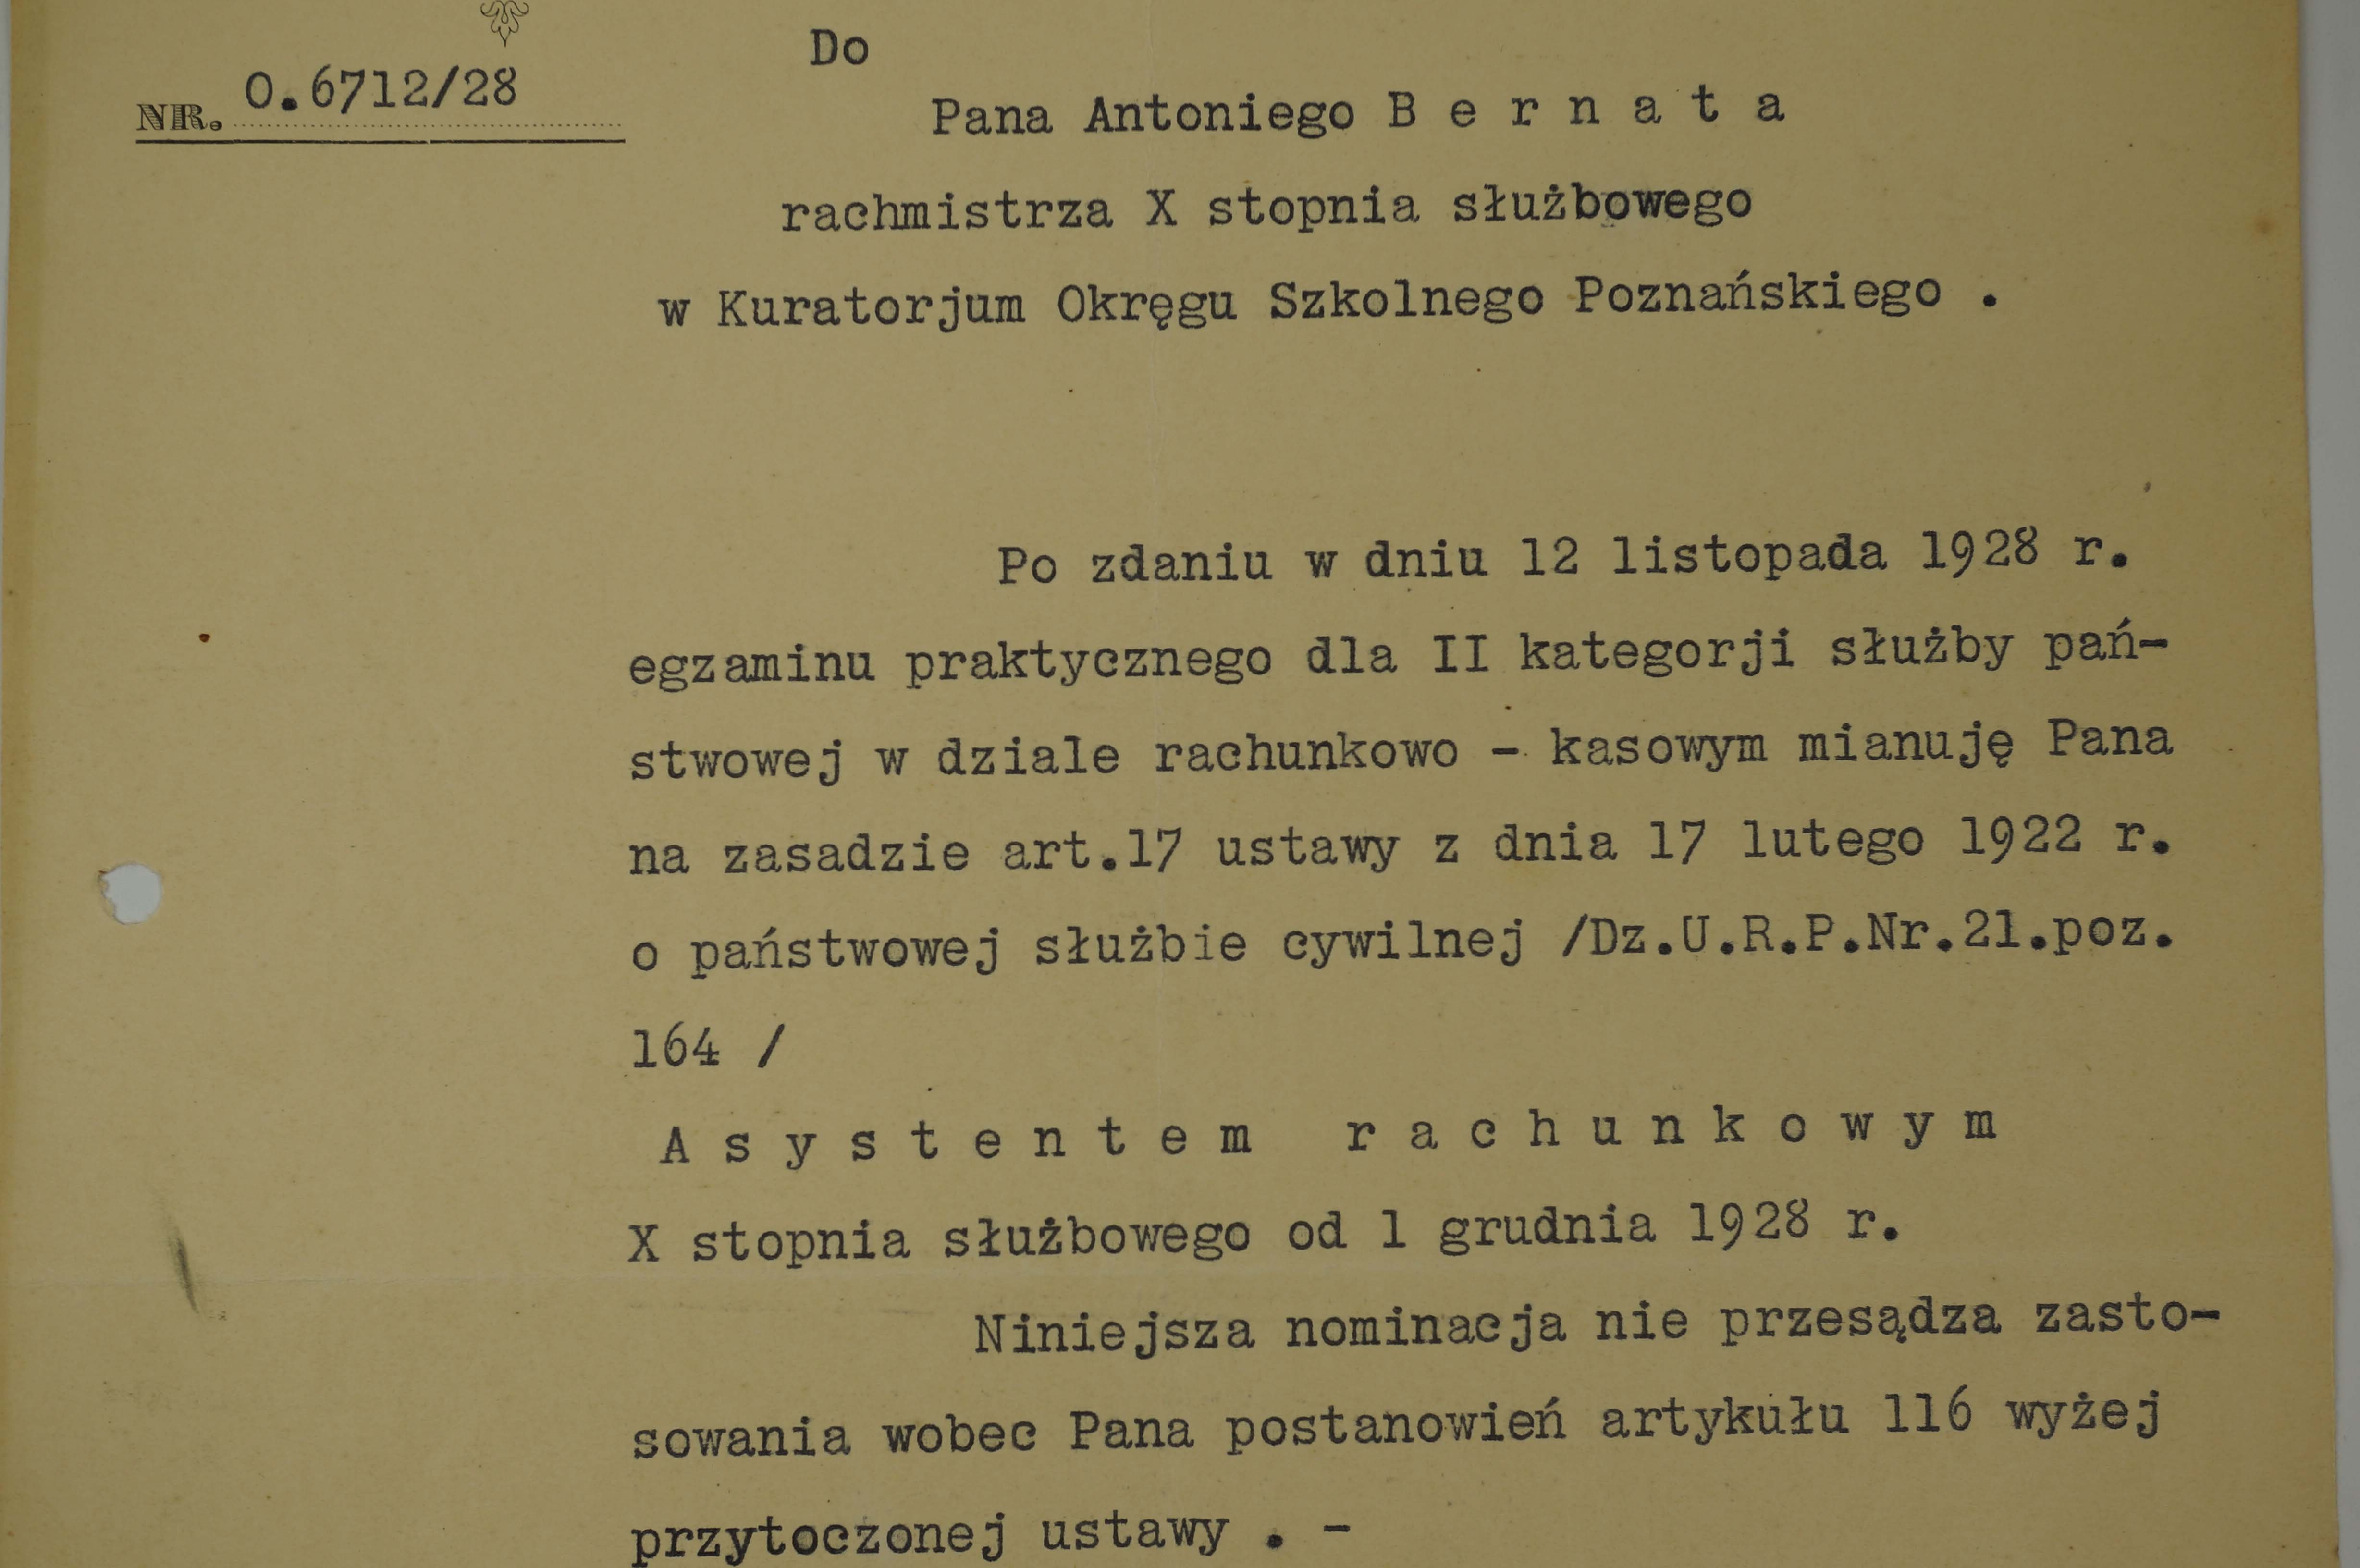 Do
NR. O.6712/28
Pana Antoniego B e r n a t a
rachmistrza X stopnia służbowego
w Kuratorjum Okręgu Szkolnego Poznańskiego .
Po zdaniu w dniu 12 listopada 1928 r.
egzaminu praktycznego dla II kategorji służby pań-
stwowej w dziale rachunkowo - kasowym mianuję Pana
na zasadzie art.17 ustawy z dnia 17 lutego 1922 r.
o państwowej służbie cywilnej /Dz.U.R.P.Nr.21.poz.
164 /
A s y s t e n t e m   r a c h u n k o w y m
X stopnia służbowego od 1 grudnia 1928 r.
Niniejsza nominacja nie przesądza zasto-
sowania wobec Pana postanowień artykułu 116 wyżej
przytoczonej ustawy . -